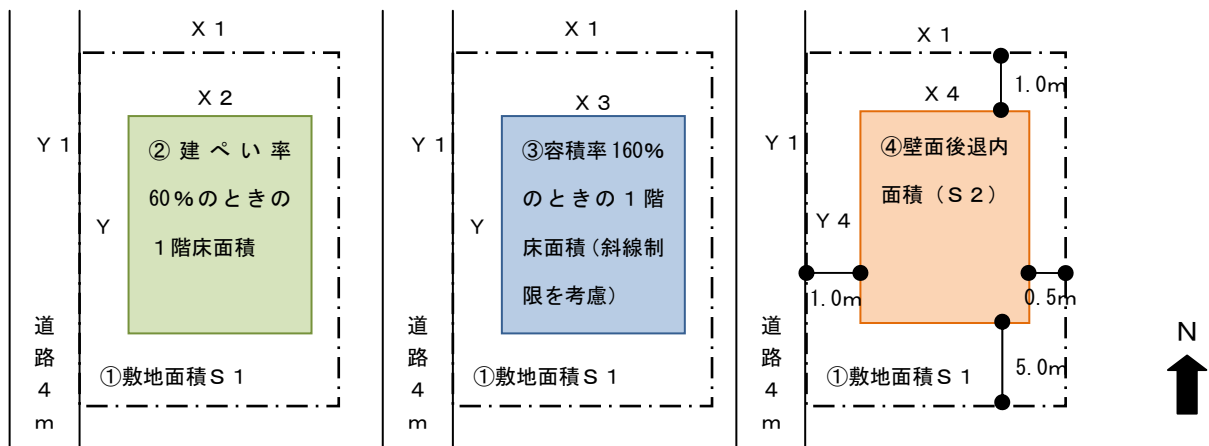 X1
X2
Y1
②建ぺい率
60%のときの
1階床面積
Y
道路4m
①敷地面積S1
X1
X3
Y1
③容積率160%
のときの1階
床面積(斜線制
限を考慮)
Y
道路4m
①敷地面積S1
X1
1.0m
X4
Y1
④壁面後退内
面積(S2)
Y4
1.0m
0.5m
道路4m
5.0m
①敷地面積S1
N